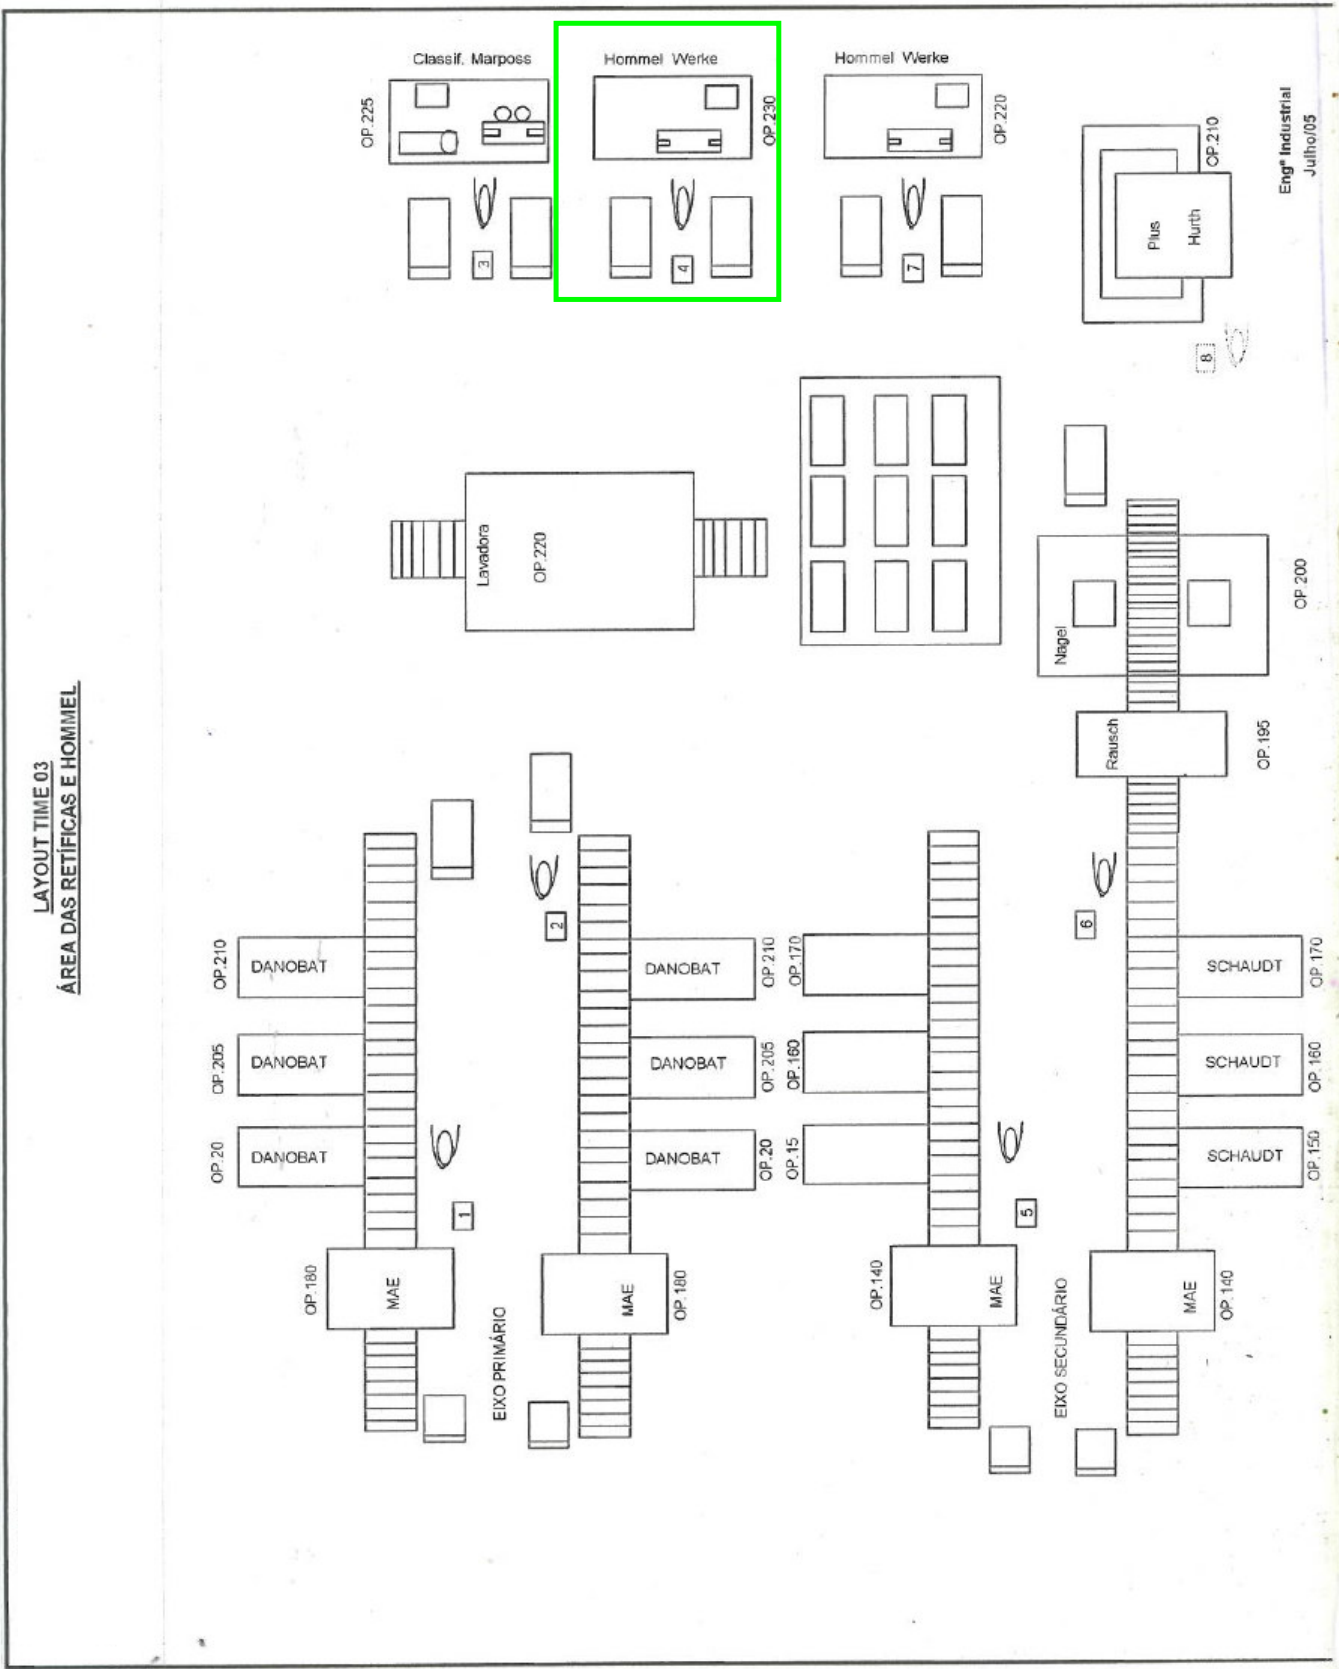 LAYOUT TIME 03
ÁREA DAS RETÍFICAS E HOMMEL
Classif. Marposs
OP.225
3
Hommel Werke
OP.230
4
Hommel Werke
OP.220
7
OP.210
Plus
Hurth
8
Engº Industrial
Julho/05
Lavadora
OP.220
Nagel
OP.200
Rausch
OP.195
OP.210
DANOBAT
OP.205
DANOBAT
OP.20
DANOBAT
1
2
DANOBAT
OP.210
DANOBAT
OP.205
DANOBAT
OP.20
OP.170
OP.160
OP.15
5
6
SCHAUDT
OP.170
SCHAUDT
OP.160
SCHAUDT
OP.150
OP.180
MAE
EIXO PRIMÁRIO
MAE
OP.180
OP.140
MAE
EIXO SECUNDÁRIO
MAE
OP.140